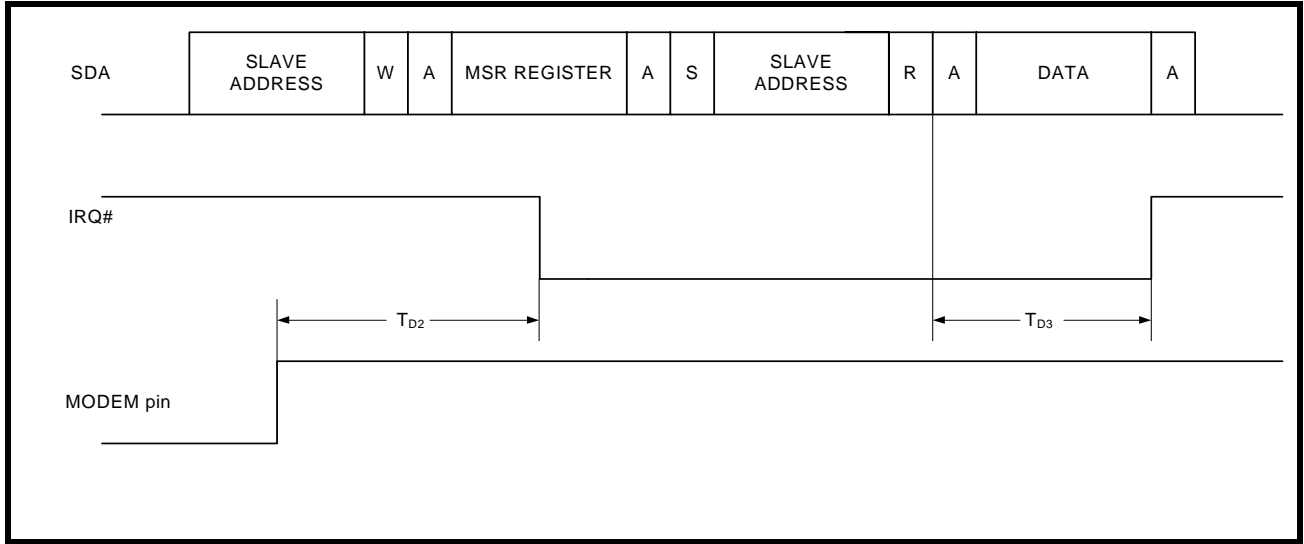 SDA
SLAVE
ADDRESS
W
A
MSR REGISTER
A
S
SLAVE
ADDRESS
R
A
DATA
A
IRQ#
TD2
TD3
MODEM pin